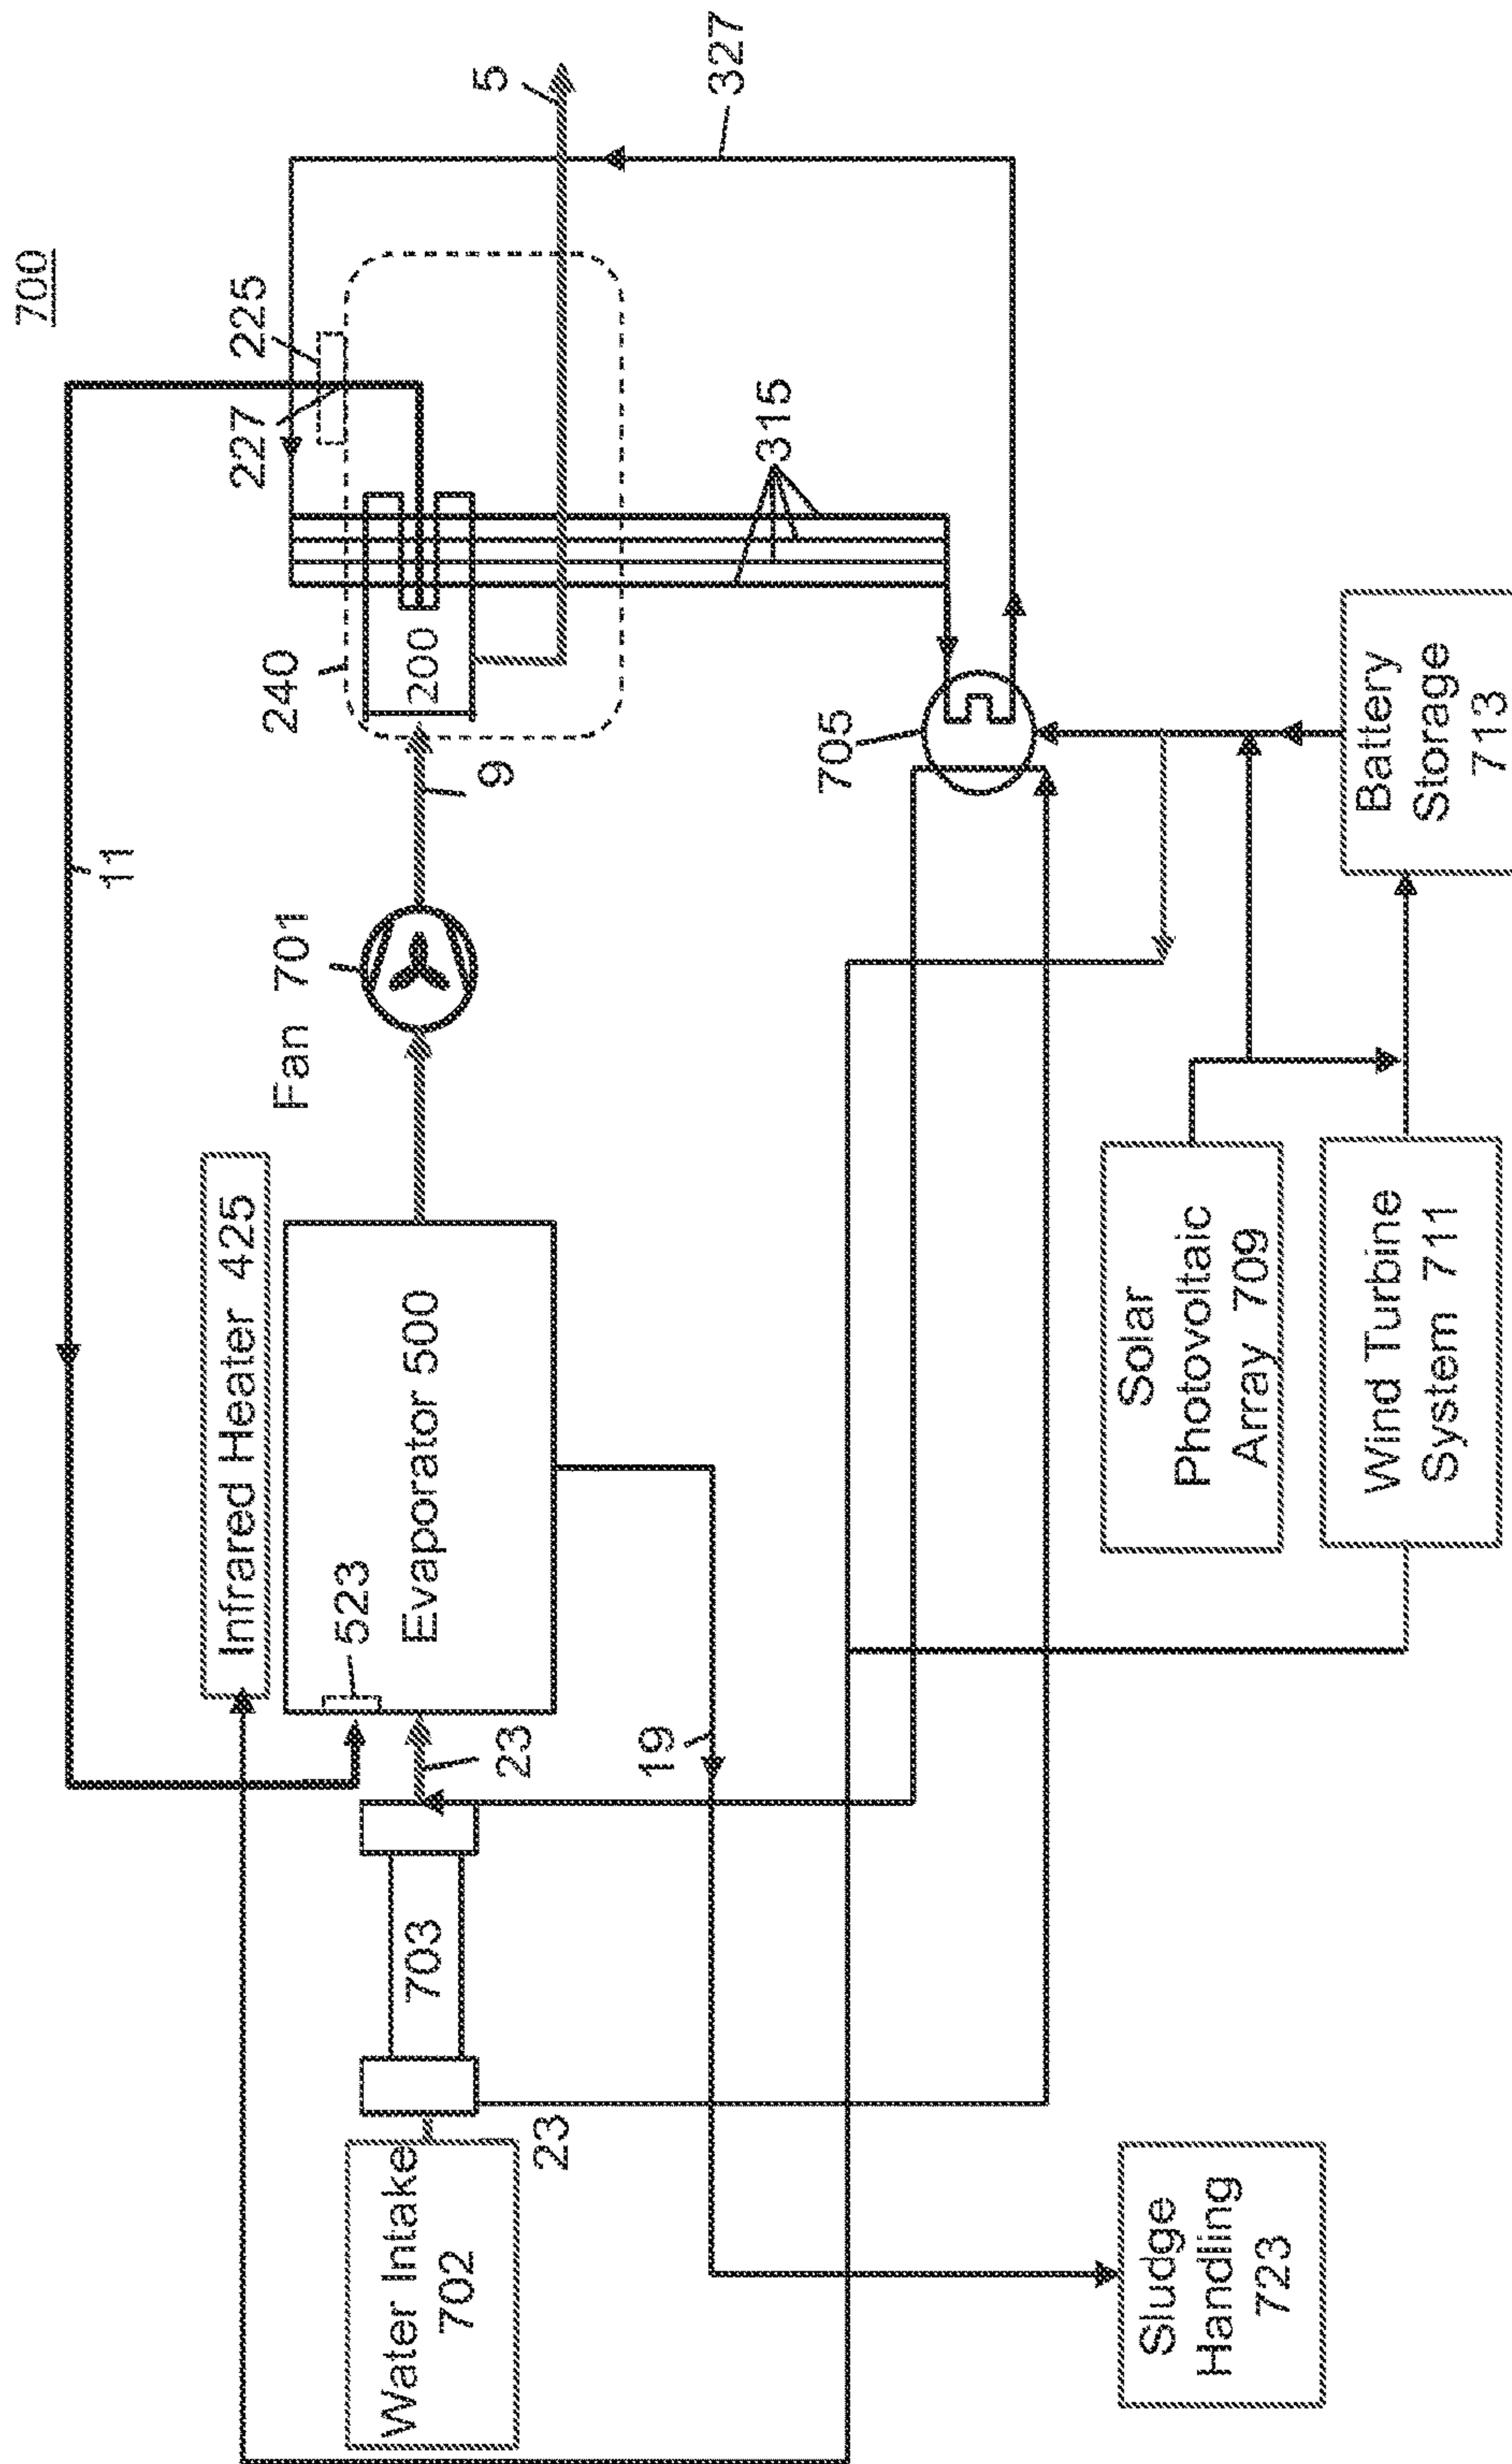 700
11
Infrared Heater 425
Fan 701
227
225
327
5
240
200
9
315
523
Evaporator 500
23
703
Water Intake
702
23
19
705
Solar
Photovoltaic
Array 709
Wind Turbine
System 711
Battery
Storage
713
Sludge
Handling
723